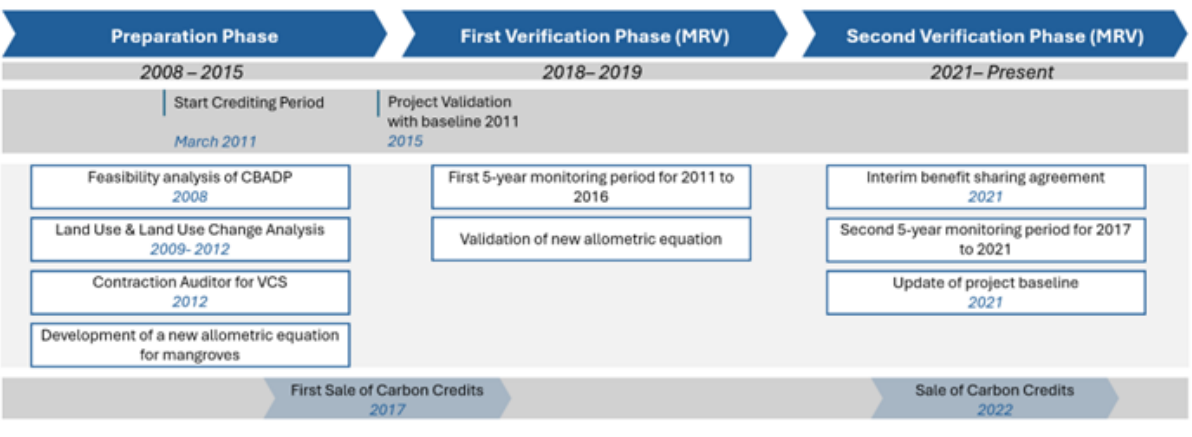 Preparation Phase
First Verification Phase (MRV)
Second Verification Phase (MRV)
2008 – 2015
2018– 2019
2021– Present
Start Crediting Period
March 2011
Project Validation
with baseline 2011
2015
Feasibility analysis of CBADP
2008
Land Use & Land Use Change Analysis
2009- 2012
Contraction Auditor for VCS
2012
Development of a new allometric equation
for mangroves
First 5-year monitoring period for 2011 to
2016
Validation of new allometric equation
Interim benefit sharing agreement
2021
Second 5-year monitoring period for 2017
to 2021
Update of project baseline
2021
First Sale of Carbon Credits
2017
Sale of Carbon Credits
2022